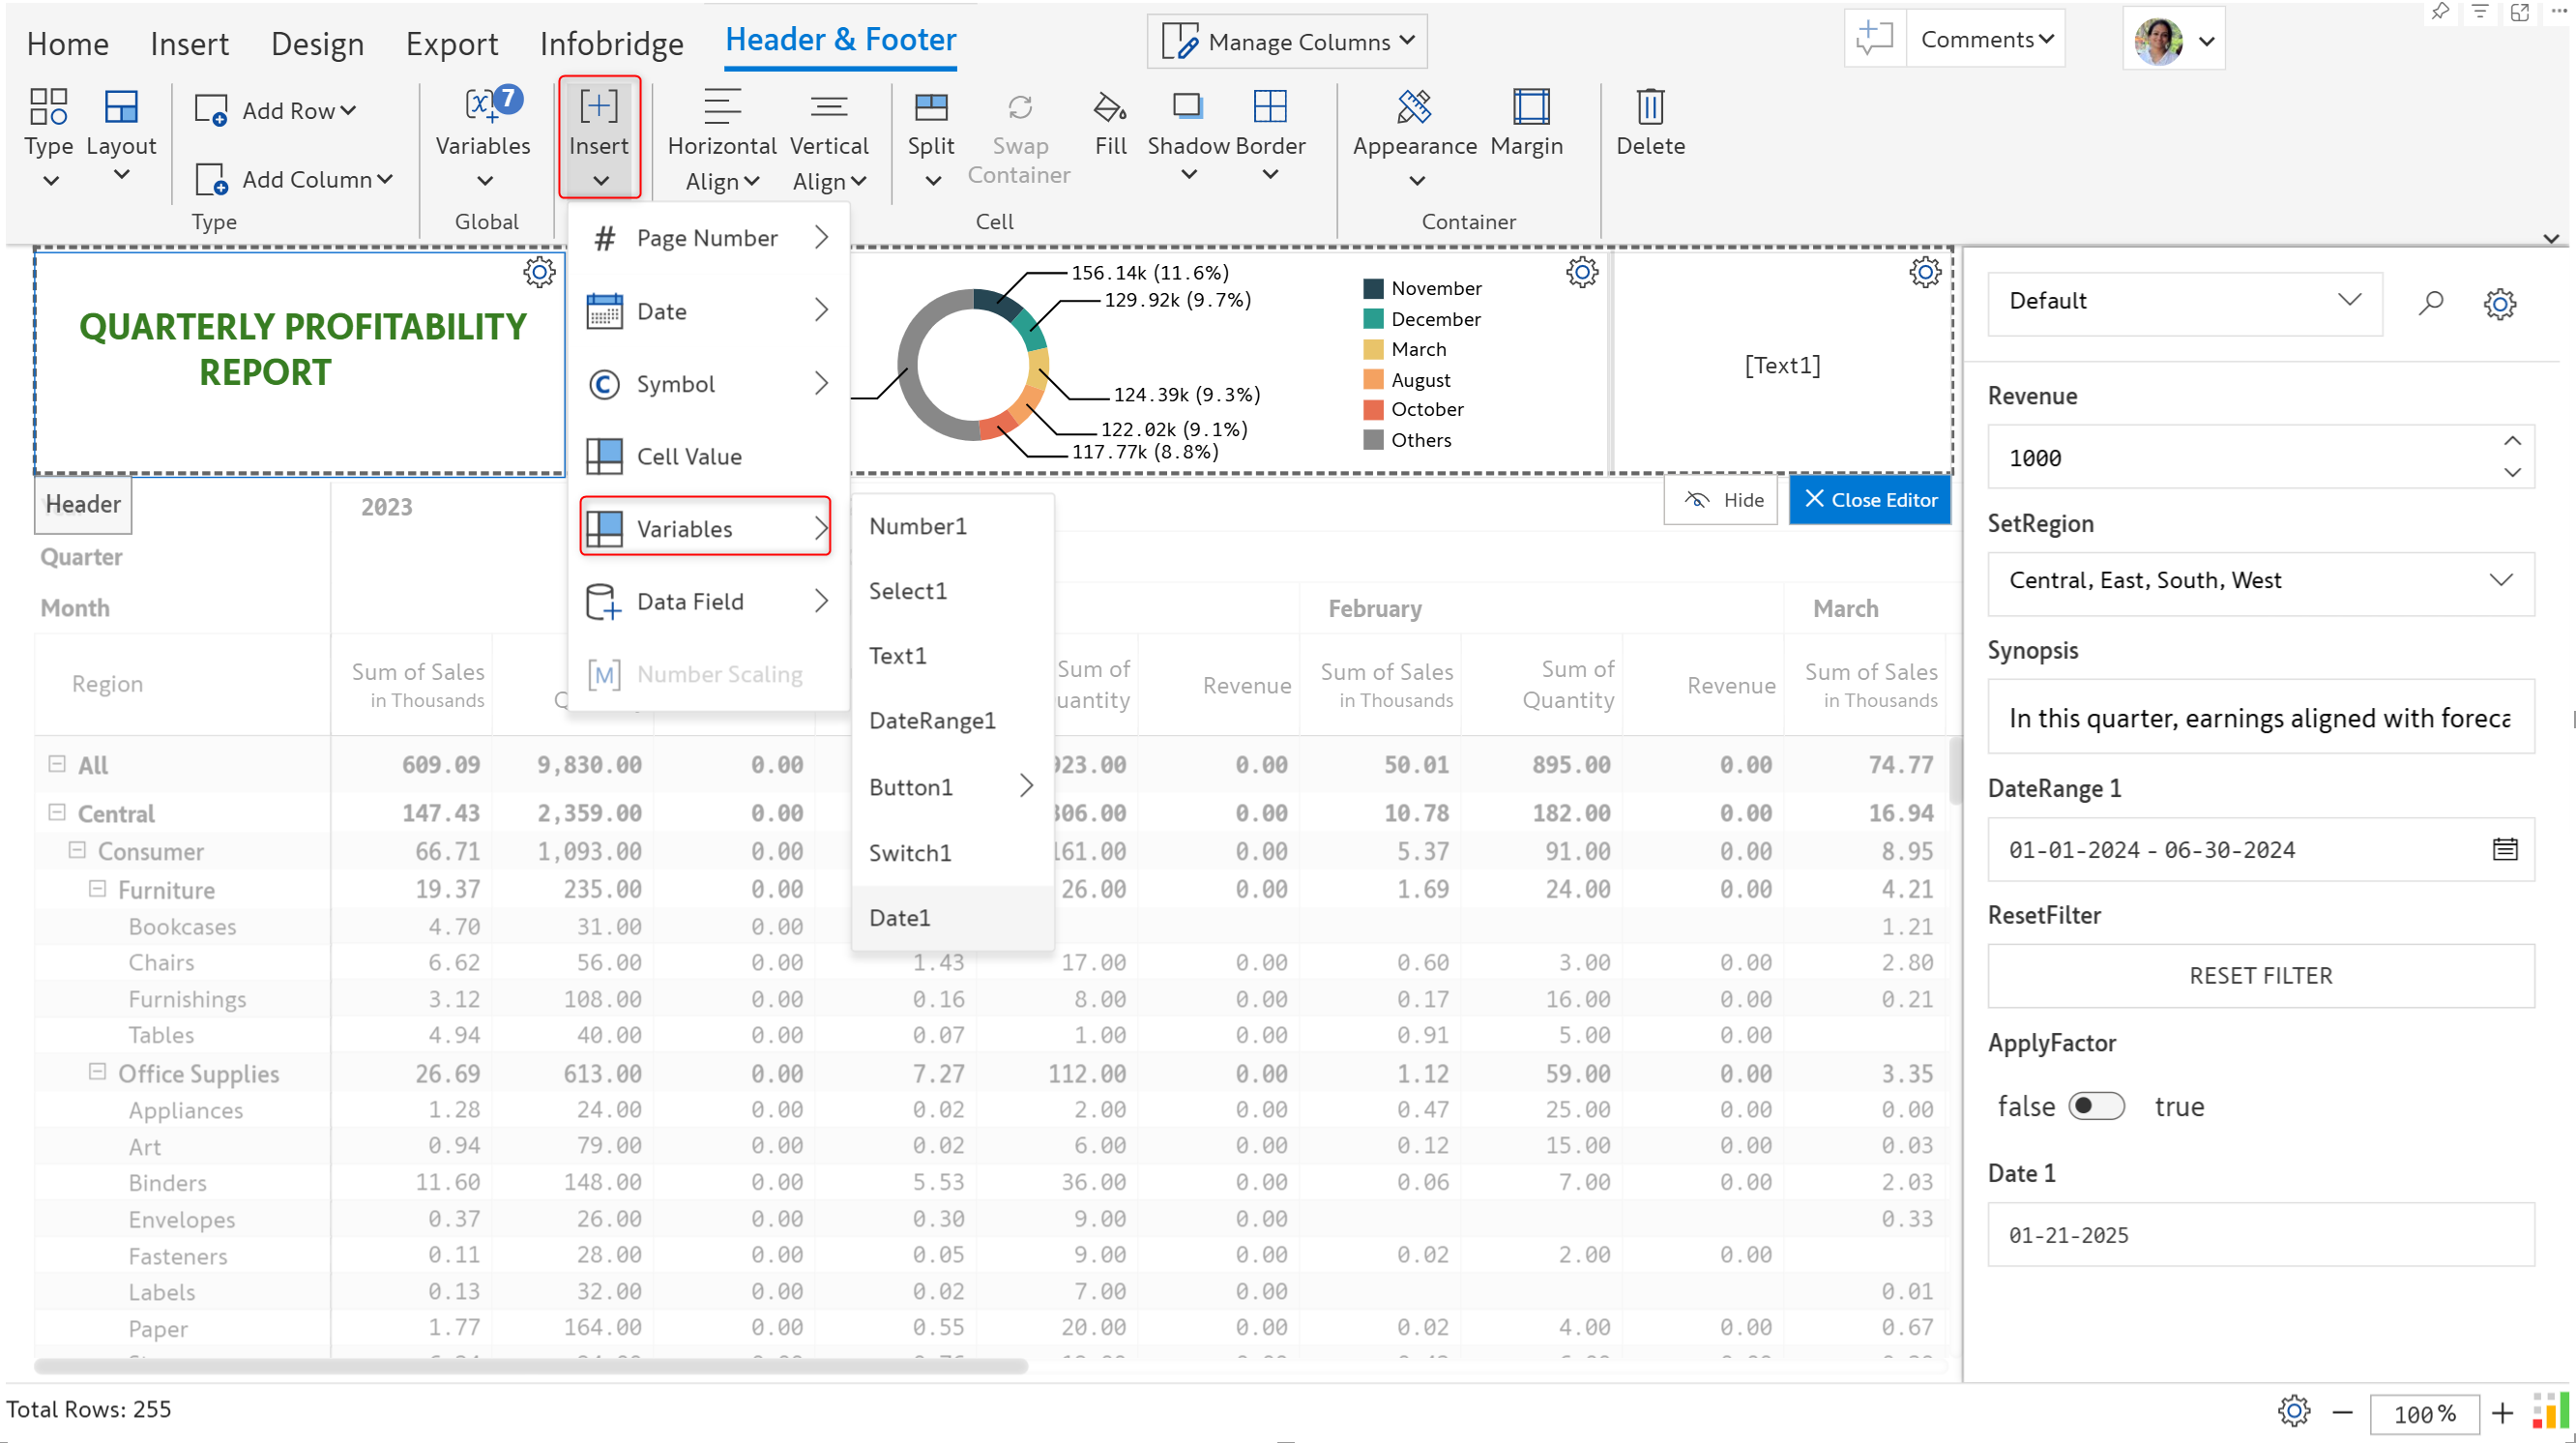 Home Insert Design Export Infobridge Header & Footer Manage Columns Comments
Type Layout Add Row Add Column Type
Variables 7 Global
Insert
Horizontal Align Vertical Align
Split Swap Container Fill Shadow Border Cell
Appearance Margin Container
Delete
# Page Number
Date
Symbol
Cell Value
Variables
Data Field
[M] Number Scaling
Number1
Select1
Text1
DateRange1
Button1
Switch1
Date1
QUARTERLY PROFITABILITY
REPORT
156.14k (11.6%)
129.92k (9.7%)
124.39k (9.3%)
122.02k (9.1%)
117.77k (8.8%)
November
December
March
August
October
Others
[Text1]
Header
Hide Close Editor
2023
Quarter
Month February March
Region Sum of Sales in Thousands Sum of Revenue Sum of Sales in Thousands Sum of Quantity Revenue Sum of Sales in Thousands
All 609.09 9,830.00 0.00 0.00 50.01 895.00 0.00 74.77
Central 147.43 2,359.00 0.00 0.00 10.78 182.00 0.00 16.94
Consumer 66.71 1,093.00 0.00 0.00 5.37 91.00 0.00 8.95
Furniture 19.37 235.00 0.00 26.00 0.00 1.69 24.00 0.00 4.21
Bookcases 4.70 31.00 0.00 1.21
Chairs 6.62 56.00 0.00 1.43 17.00 0.00 0.60 3.00 0.00 2.80
Furnishings 3.12 108.00 0.00 0.16 8.00 0.00 0.17 16.00 0.00 0.21
Tables 4.94 40.00 0.00 0.07 1.00 0.00 0.91 5.00 0.00
Office Supplies 26.69 613.00 0.00 7.27 112.00 0.00 1.12 59.00 0.00 3.35
Appliances 1.28 24.00 0.00 0.02 2.00 0.00 0.47 25.00 0.00 0.00
Art 0.94 79.00 0.00 0.02 6.00 0.00 0.12 15.00 0.00 0.03
Binders 11.60 148.00 0.00 5.53 36.00 0.00 0.06 7.00 0.00 2.03
Envelopes 0.37 26.00 0.00 0.30 9.00 0.00 0.33
Fasteners 0.11 28.00 0.00 0.05 9.00 0.00 0.02 2.00 0.00
Labels 0.13 32.00 0.00 0.02 7.00 0.00 0.01
Paper 1.77 164.00 0.00 0.55 20.00 0.00 0.02 4.00 0.00 0.67
Default
Revenue
1000
SetRegion
Central, East, South, West
Synopsis
In this quarter, earnings aligned with foreca
DateRange 1
01-01-2024 - 06-30-2024
ResetFilter
RESET FILTER
ApplyFactor
false true
Date 1
01-21-2025
Total Rows: 255
100%